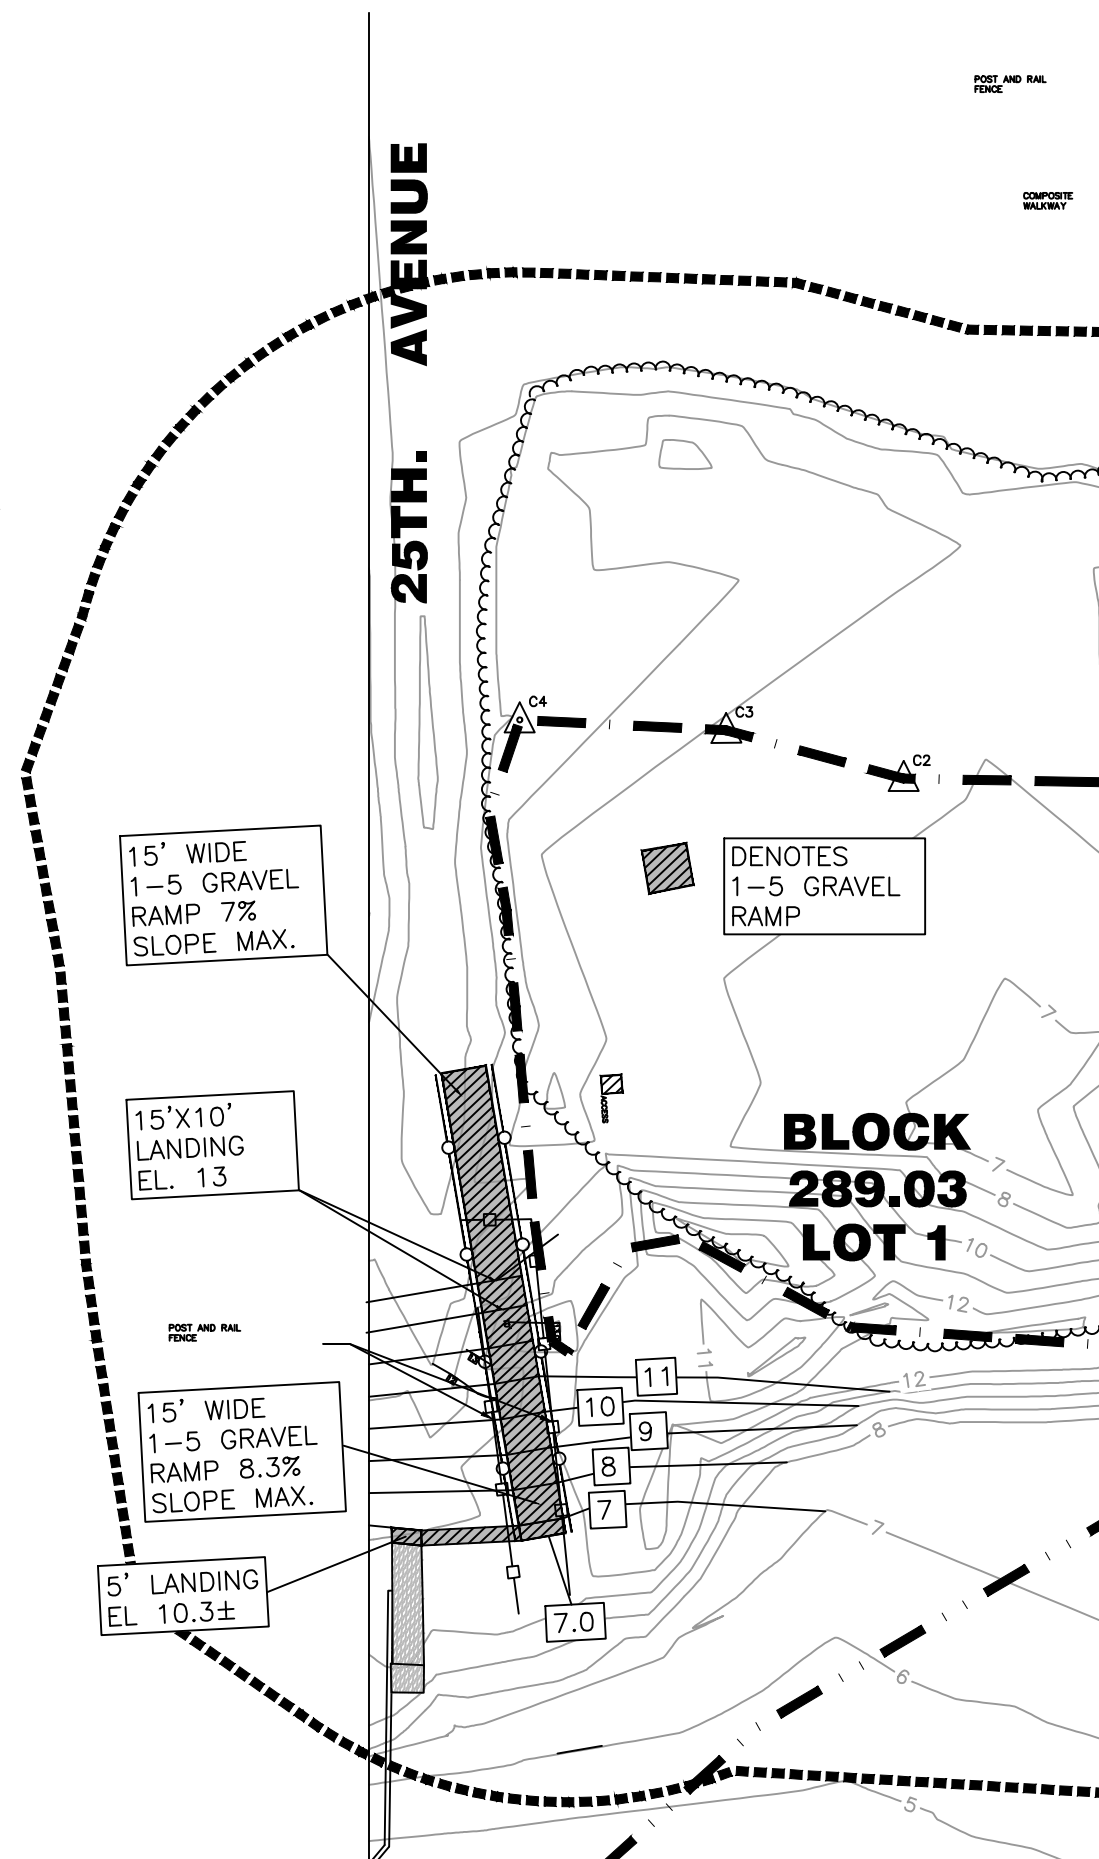 POST AND RAIL
FENCE
COMPOSITE
WALKWAY
25TH. AVENUE
C4
C3
C2
15' WIDE
1-5 GRAVEL
RAMP 7%
SLOPE MAX.
DENOTES
1-5 GRAVEL
RAMP
7
ACCESS
15'X10'
LANDING
EL. 13
BLOCK
289.03
LOT 1
7
8
10
12
POST AND RAIL
FENCE
11
11
12
10
9
8
8
7
7
15' WIDE
1-5 GRAVEL
RAMP 8.3%
SLOPE MAX.
5' LANDING
EL 10.3±
7.0
6
5